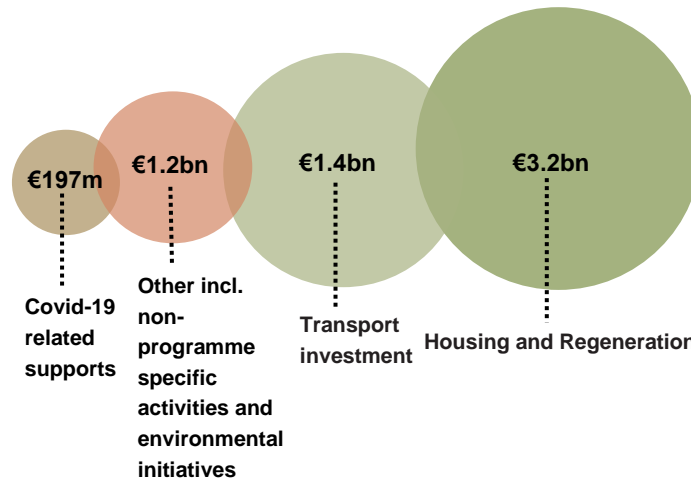 €197m
€1.2bn
€1.4bn
€3.2bn
Covid-19
related
supports
Other incl.
non-
programme
specific
activities and
environmental
initiatives
Transport
investment
Housing and Regeneration